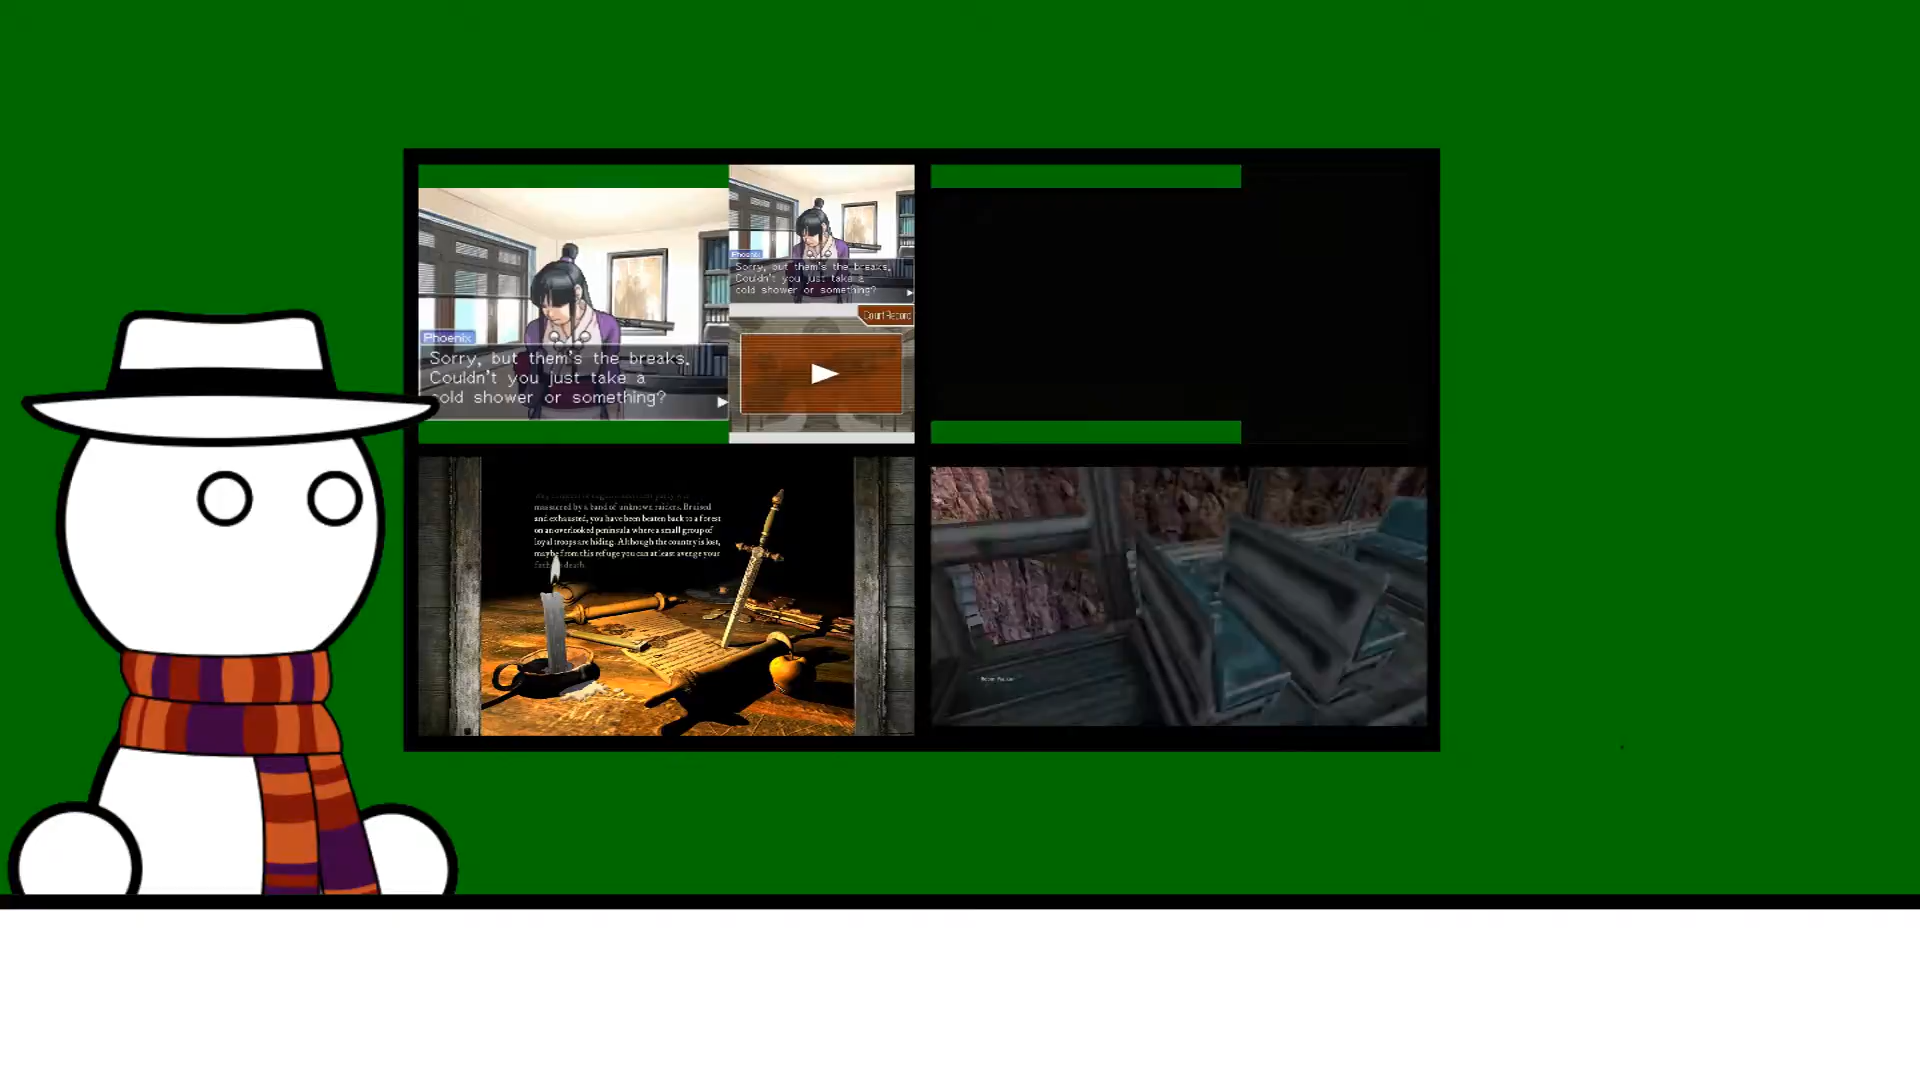 Phoenix
Sorry, but them's the breaks.
Couldn't you just take a
cold shower or something?
Phoenix
Sorry, but them's the breaks.
Couldn't you just take a
cold shower or something?
Court Record
massacred by a band of unknown raiders. Bruised
and exhausted, you have been beaten back to a forest
on an overlooked peninsula where a small group of
loyal troops are hiding. Although the country is lost,
maybe from this refuge you can at least avenge your
death.